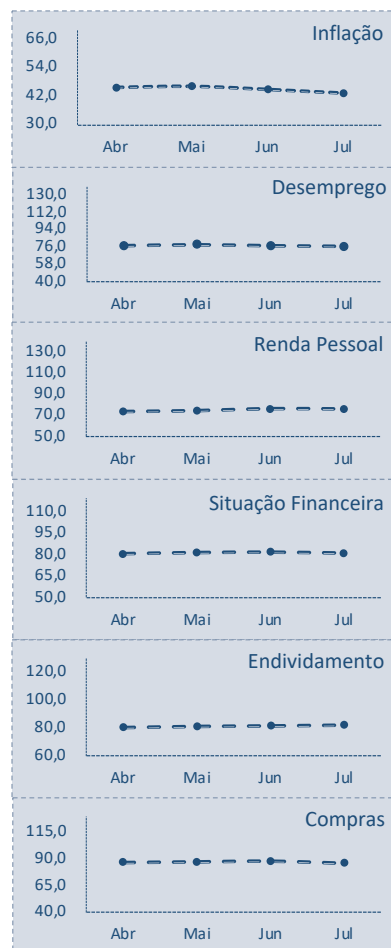 Inflação
66,0
54,0
42,0
30,0
Abr Mai Jun Jul
Desemprego
130,0
112,0
94,0
76,0
58,0
40,0
Abr Mai Jun Jul
Renda Pessoal
130,0
110,0
90,0
70,0
50,0
Abr Mai Jun Jul
Situação Financeira
110,0
95,0
80,0
65,0
50,0
Abr Mai Jun Jul
Endividamento
120,0
100,0
80,0
60,0
Abr Mai Jun Jul
Compras
115,0
90,0
65,0
40,0
Abr Mai Jun Jul